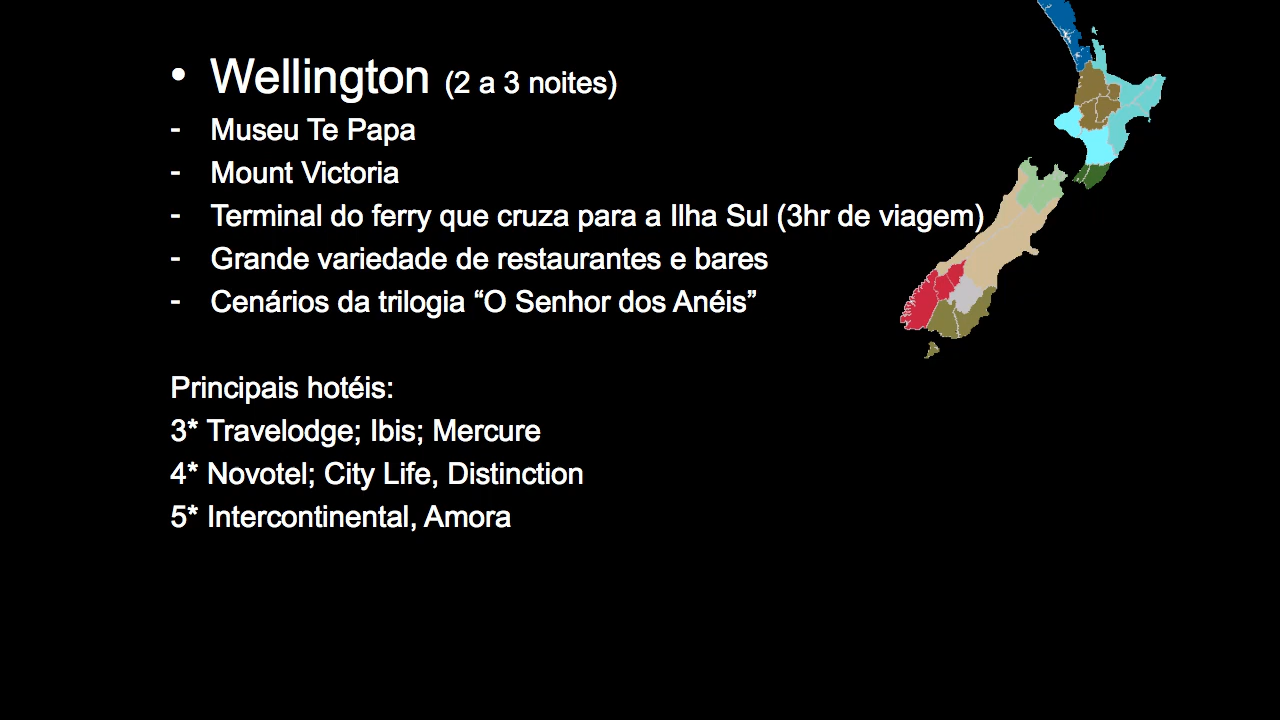 • Wellington (2 a 3 noites)
- Museu Te Papa
- Mount Victoria
- Terminal do ferry que cruza para a Ilha Sul (3hr de viagem)
- Grande variedade de restaurantes e bares
- Cenários da trilogia “O Senhor dos Anéis”
Principais hotéis:
3* Travelodge; Ibis; Mercure
4* Novotel; City Life, Distinction
5* Intercontinental, Amora